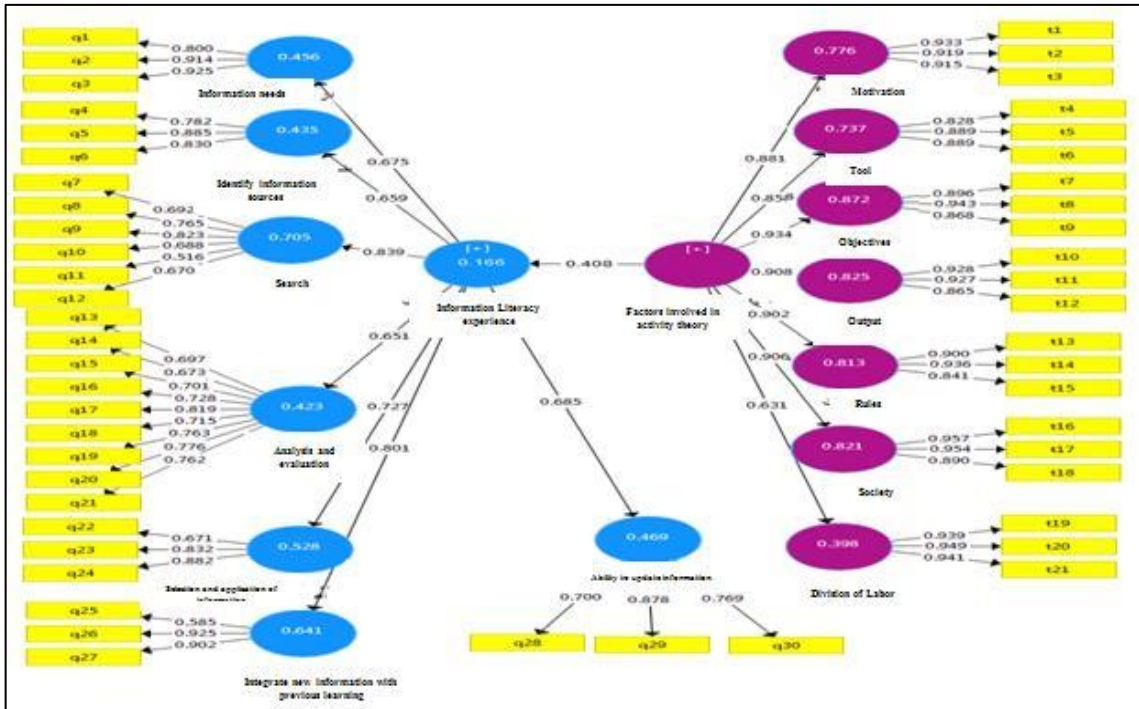 q1
q2
q3
0.800
0.914
0.925
0.456
Information needs
q4
q5
q6
0.782
0.885
0.830
0.435
Identify information
sources
q7
q8
q9
q10
q11
q12
0.692
0.765
0.823
0.688
0.516
0.670
0.705
Search
q13
q14
q15
q16
q17
q18
q19
q20
q21
0.697
0.673
0.701
0.728
0.819
0.715
0.763
0.776
0.762
0.423
Analysis and
evaluation
q22
q23
q24
0.671
0.832
0.882
0.528
Selection and application of
information
q25
q26
q27
0.585
0.925
0.902
0.641
Integrate new information with
previous learning
0.675
0.659
0.839
0.651
0.727
0.801
0.685
[+]
0.166
Information Literacy
experience
0.408
[+]
Factors involved in
activity theory
0.469
Ability to update information
0.700
0.878
0.769
q28
q29
q30
0.881
0.858
0.934
0.908
0.902
0.906
0.631
0.776
Motivation
0.933
0.919
0.915
t1
t2
t3
0.737
Tool
0.828
0.889
0.889
t4
t5
t6
0.872
Objectives
0.896
0.943
0.868
t7
t8
t9
0.825
Output
0.928
0.927
0.865
t10
t11
t12
0.813
Rules
0.900
0.936
0.841
t13
t14
t15
0.821
Society
0.957
0.954
0.890
t16
t17
t18
0.398
Division of Labor
0.939
0.949
0.941
t19
t20
t21